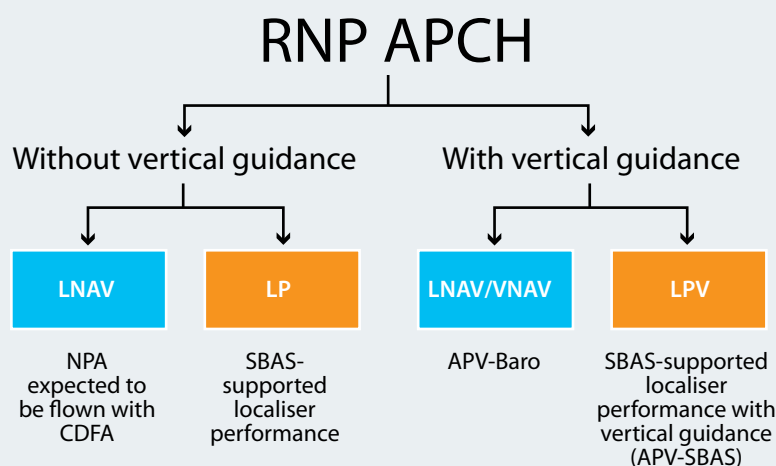 RNP APCH
Without vertical guidance
With vertical guidance
LNAV
LP
LNAV/VNAV
LPV
NPA
expected to
be flown with
CDFA
SBAS-
supported
localiser
performance
APV-Baro
SBAS-supported
localiser
performance with
vertical guidance
(APV-SBAS)